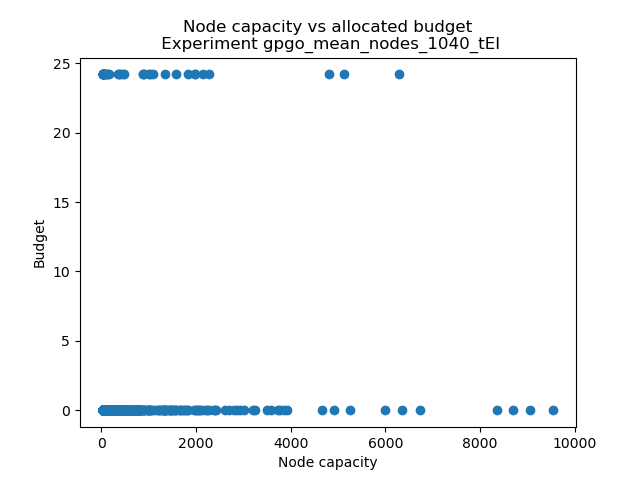 Node capacity vs allocated budget
Experiment gpgo_mean_nodes_1040_tEI
25
20
15
10
5
0
Budget
0 2000 4000 6000 8000 10000
Node capacity